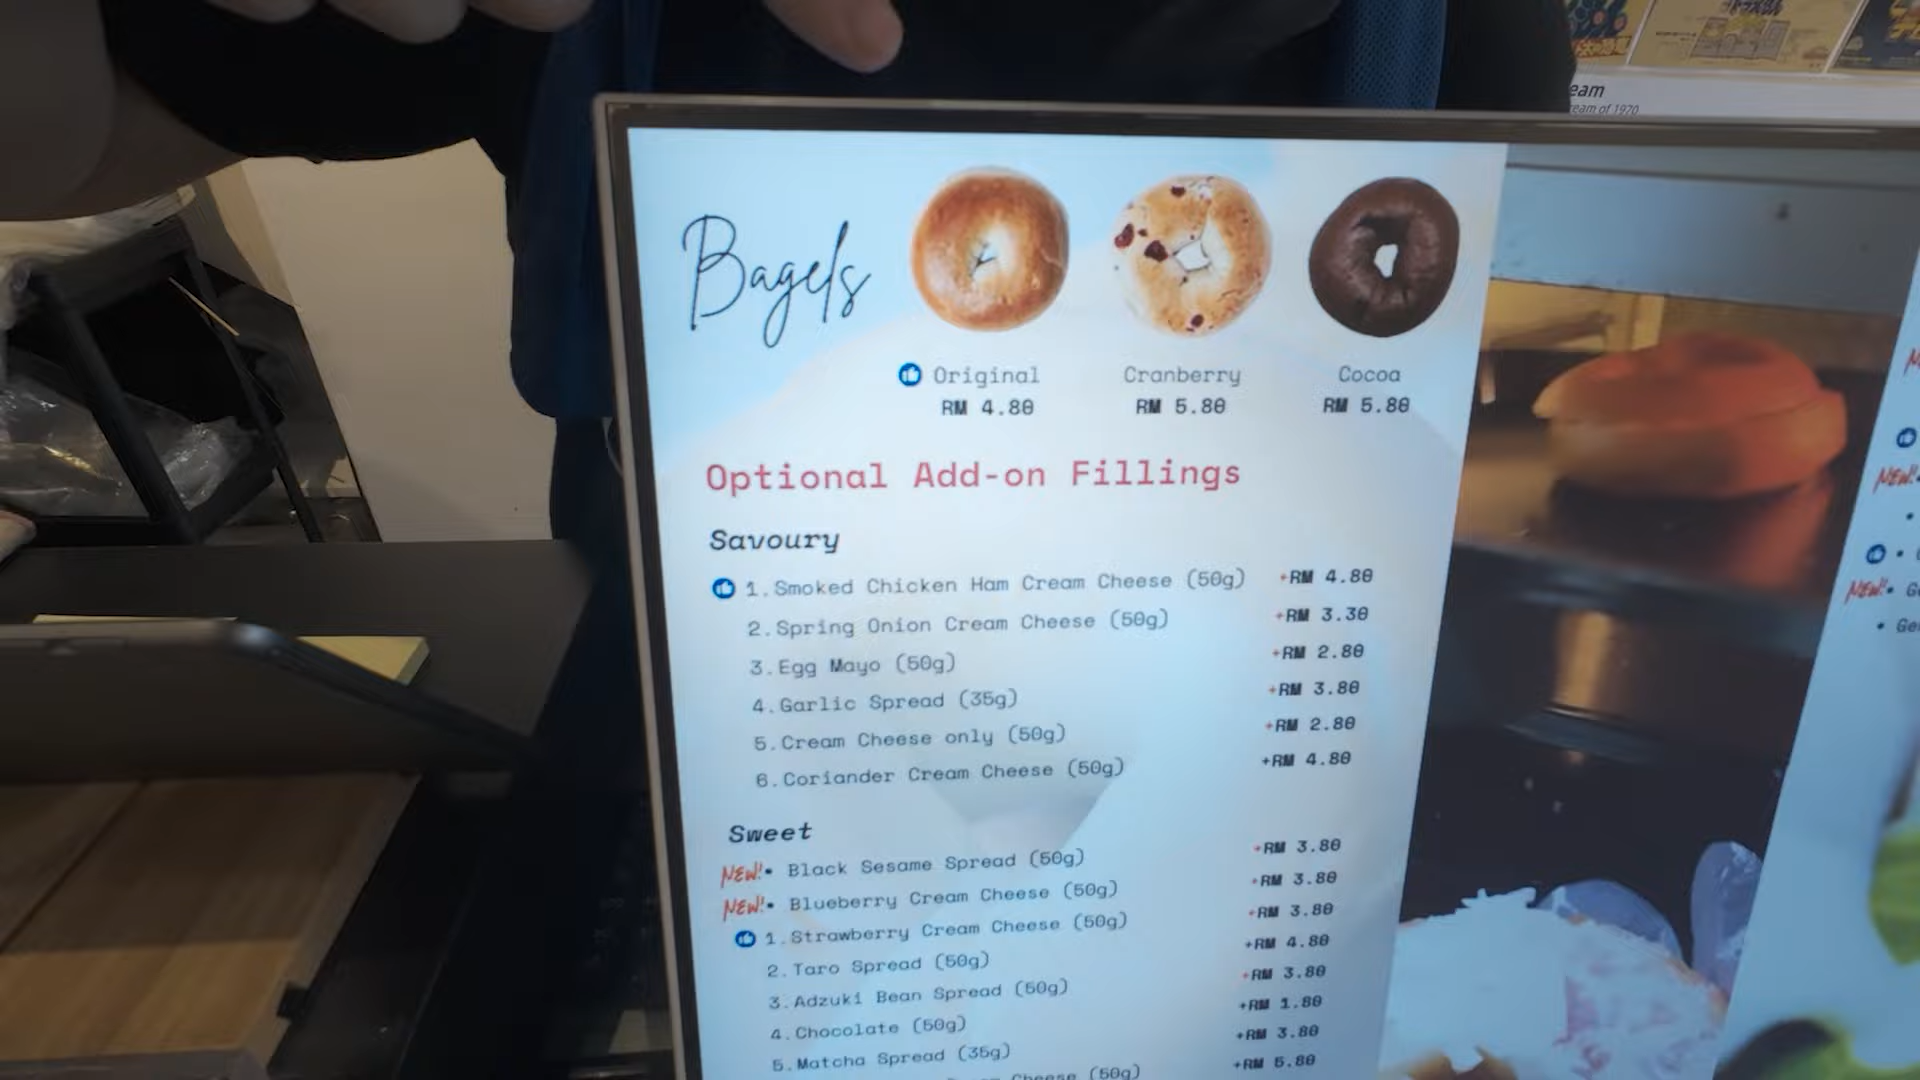 eam
ream of 1970
Bagels
Original
RM 4.80
Cranberry
RM 5.80
Cocoa
RM 5.80
Optional Add-on Fillings
Savoury
1. Smoked Chicken Ham Cream Cheese (50g) +RM 4.80
2. Spring Onion Cream Cheese (50g) +RM 3.30
3. Egg Mayo (50g) +RM 2.80
4. Garlic Spread (35g) +RM 3.80
5. Cream Cheese only (50g) +RM 2.80
6. Coriander Cream Cheese (50g) +RM 4.80
Sweet
NEW! • Black Sesame Spread (50g) +RM 3.80
NEW! • Blueberry Cream Cheese (50g) +RM 3.80
1. Strawberry Cream Cheese (50g) +RM 3.80
2. Taro Spread (50g) +RM 4.80
3. Adzuki Bean Spread (50g) +RM 3.80
4. Chocolate (50g) +RM 1.80
5. Matcha Spread (35g) +RM 3.80
Cheese (50g) +RM 5.80
NEW!
NEW! •